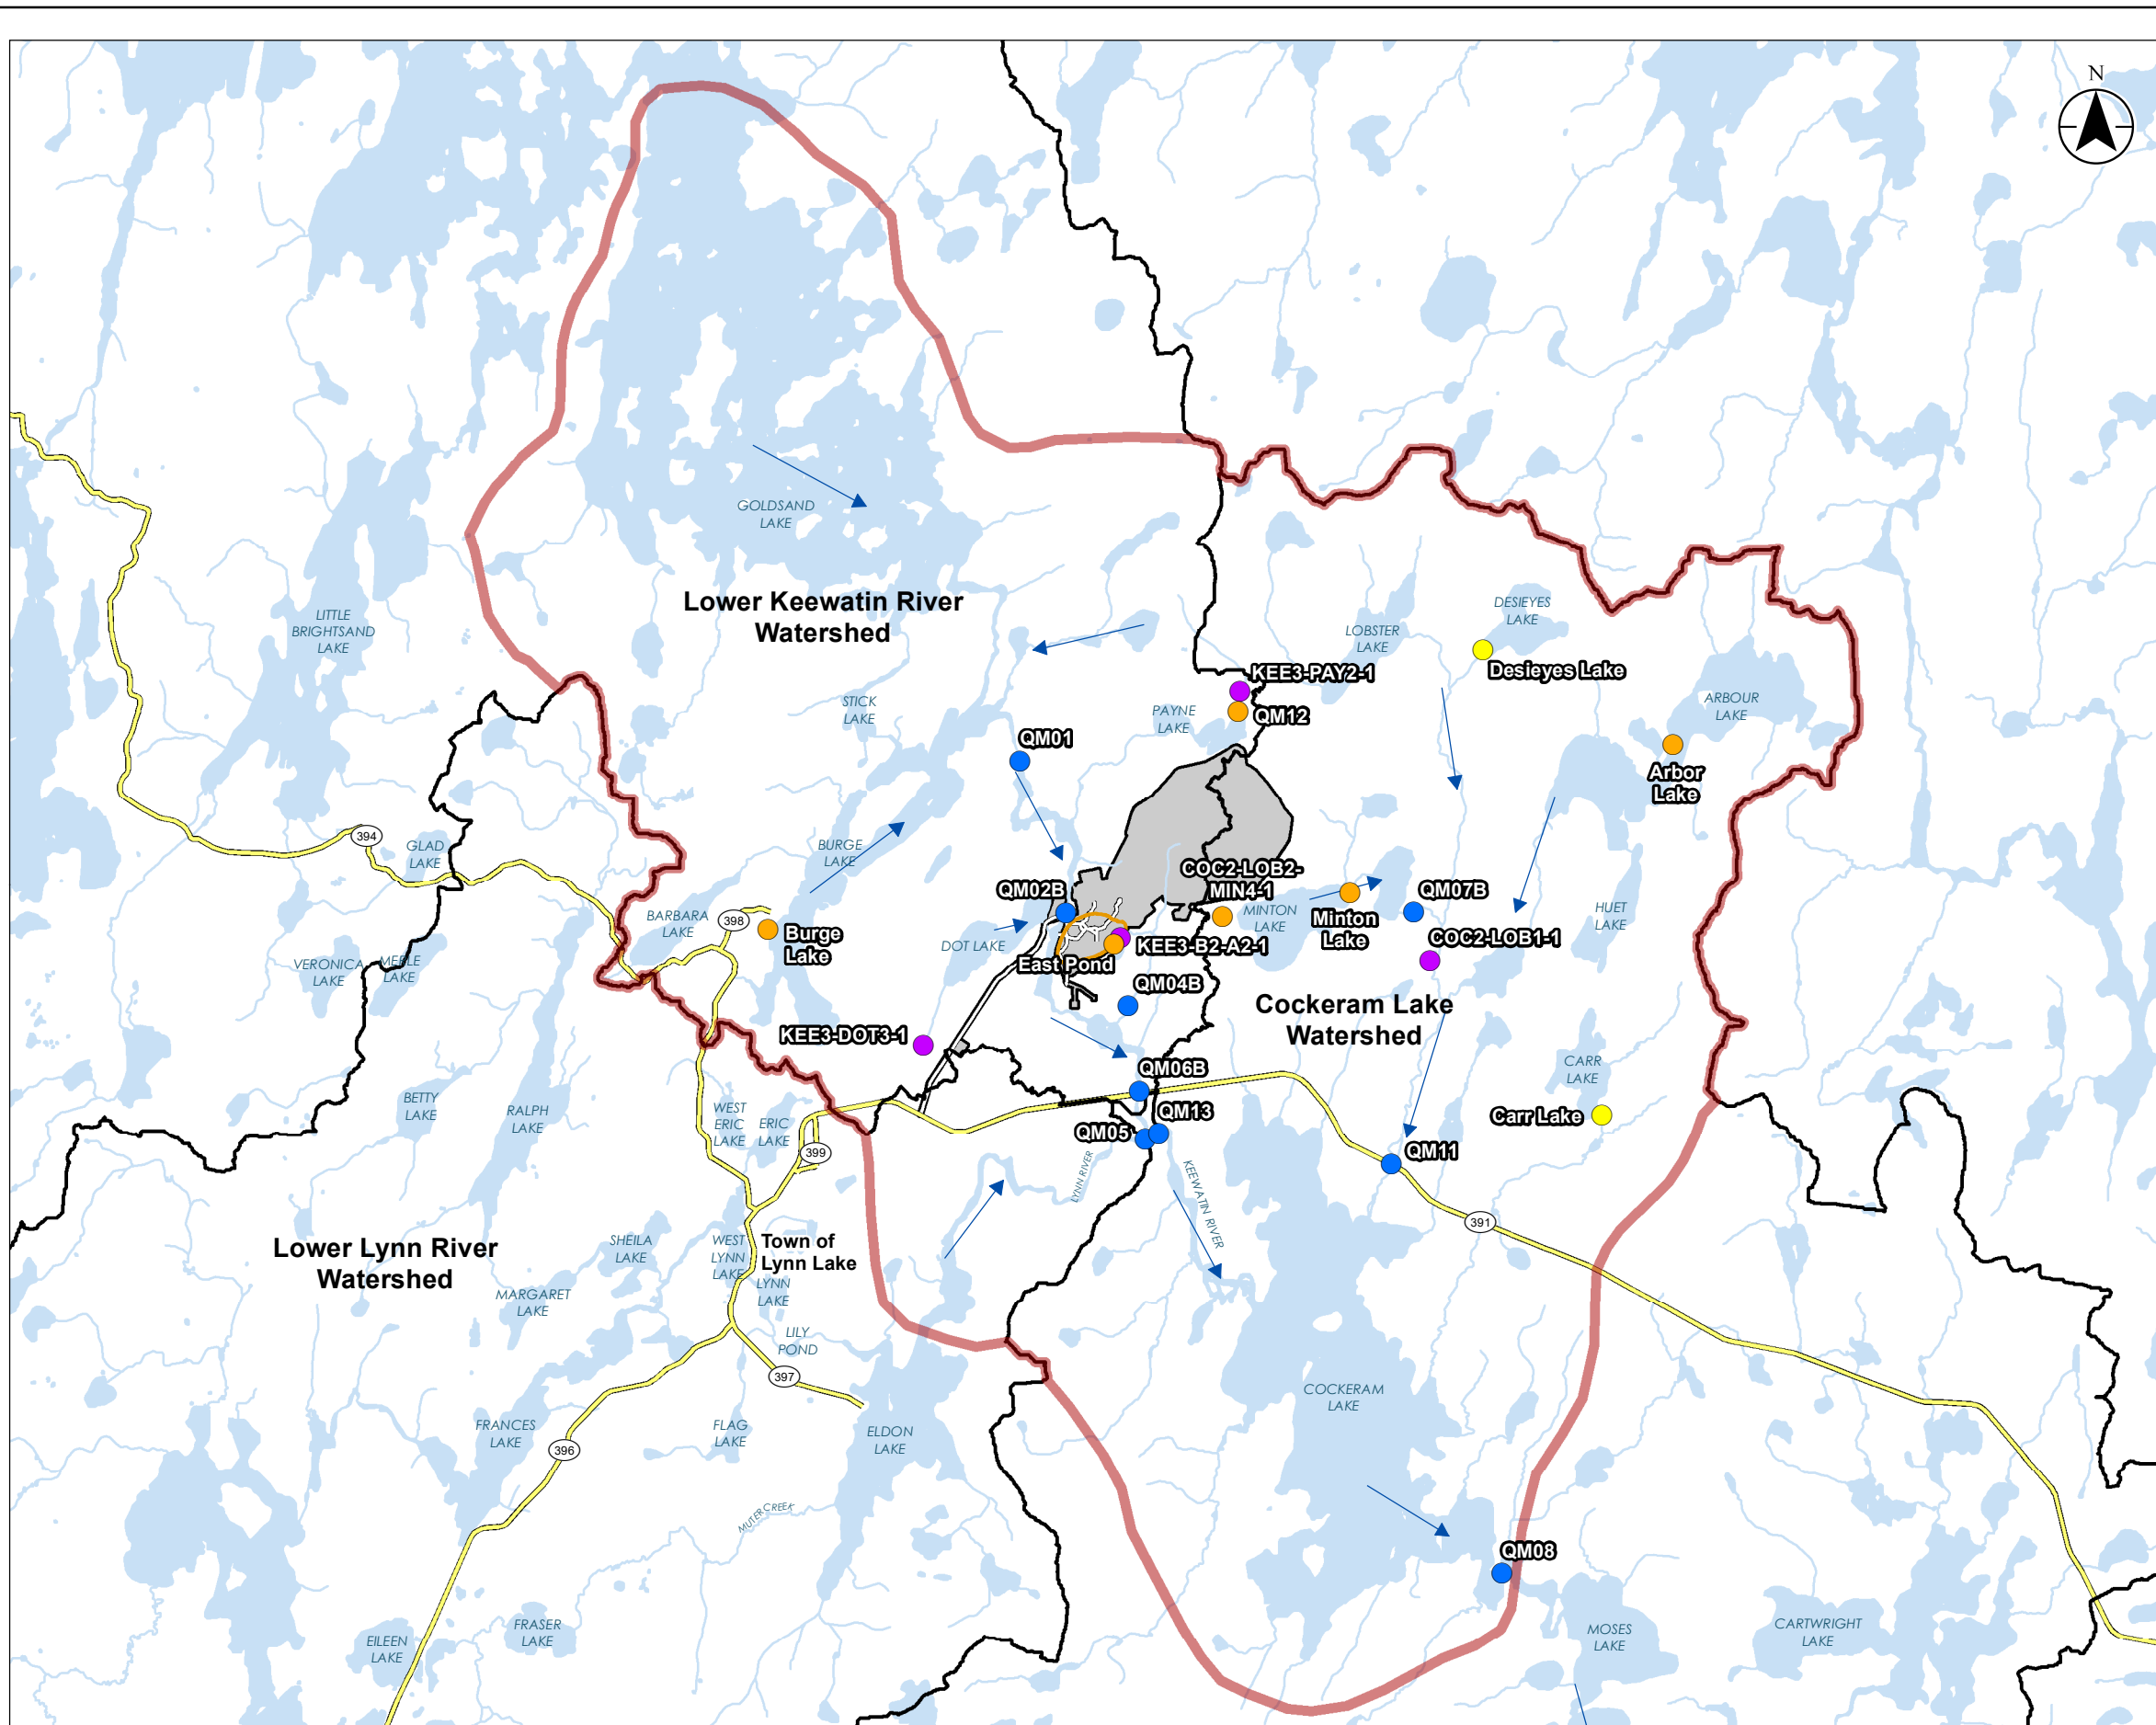 N
GOLDSAND
LAKE
Lower Keewatin River
Watershed
LITTLE
BRIGHTSAND
LAKE
DESIEYES
LAKE
LOBSTER
LAKE
Desieyes Lake
KEE3-PAY2-1
QM12
STICK
LAKE
PAYNE
LAKE
ARBOUR
LAKE
QM01
Arbor
Lake
394
GLAD
LAKE
BURGE
LAKE
COC2-LOB2-
MIN4-1
QM02B
QM07B
BARBARA
LAKE
398
Burge
Lake
MINTON
LAKE
Minton
Lake
HUET
LAKE
DOT LAKE
KEE3-B2-A2-1
COC2-LOB1-1
East Pond
VERONICA
LAKE
MERLE
LAKE
QM04B
Cockeram Lake
Watershed
KEE3-DOT3-1
QM06B
CARR
LAKE
BETTY
LAKE
RALPH
LAKE
WEST
ERIC
LAKE
ERIC
LAKE
QM13
QM05
Carr Lake
399
QM11
LYNN RIVER
KEEWATIN RIVER
391
Lower Lynn River
Watershed
SHEILA
LAKE
WEST
LYNN
LAKE
Town of
Lynn Lake
LYNN
LAKE
MARGARET
LAKE
LILY
POND
397
COCKERAM
LAKE
FRANCES
LAKE
396
FLAG
LAKE
ELDON
LAKE
MUTER CREEK
QM08
EILEEN
LAKE
FRASER
LAKE
MOSES
LAKE
CARTWRIGHT
LAKE